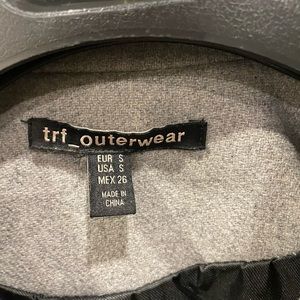 trf_outerwear
EUR S
USA S
MEX 26
MADE IN
CHINA